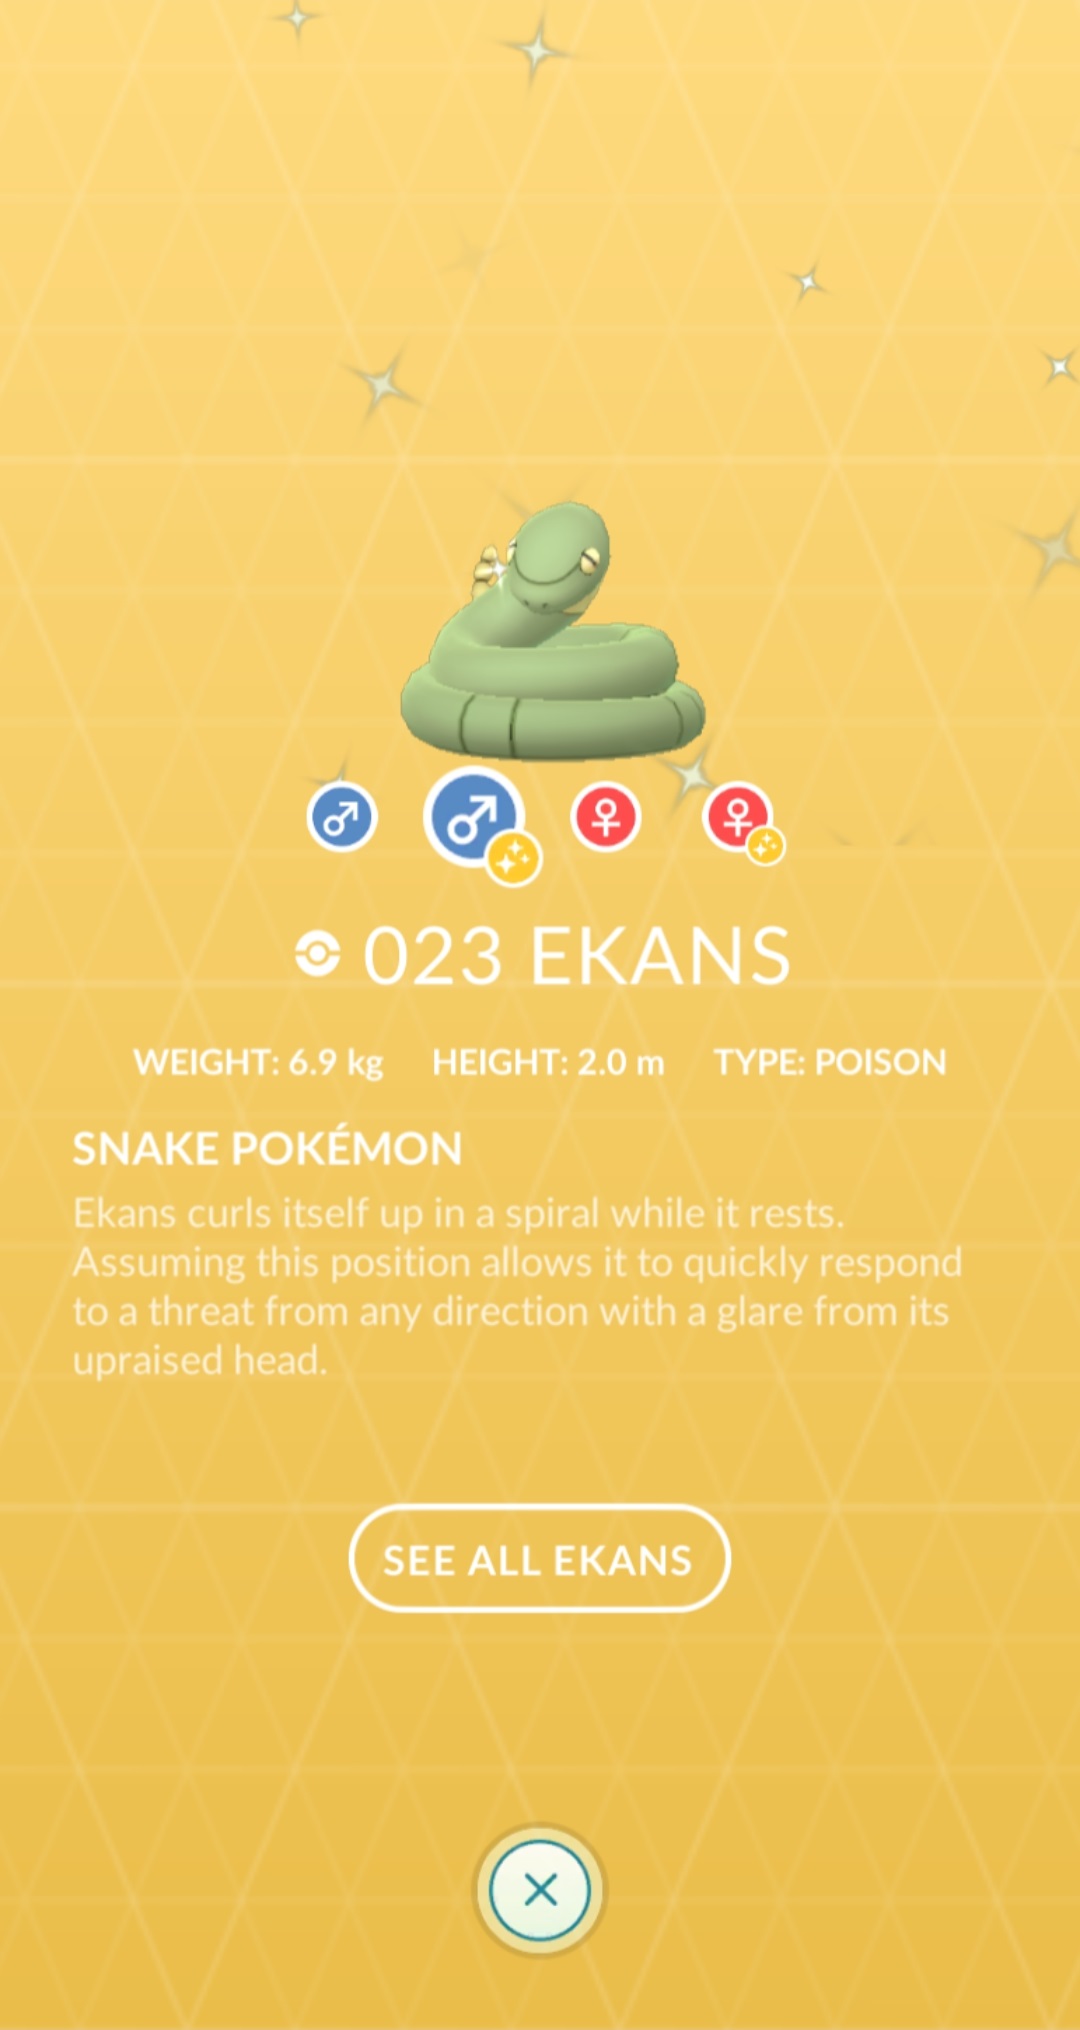 023 EKANS
WEIGHT: 6.9 kg HEIGHT: 2.0 m TYPE: POISON
SNAKE POKÉMON
Ekans curls itself up in a spiral while it rests.
Assuming this position allows it to quickly respond
to a threat from any direction with a glare from its
upraised head.
SEE ALL EKANS